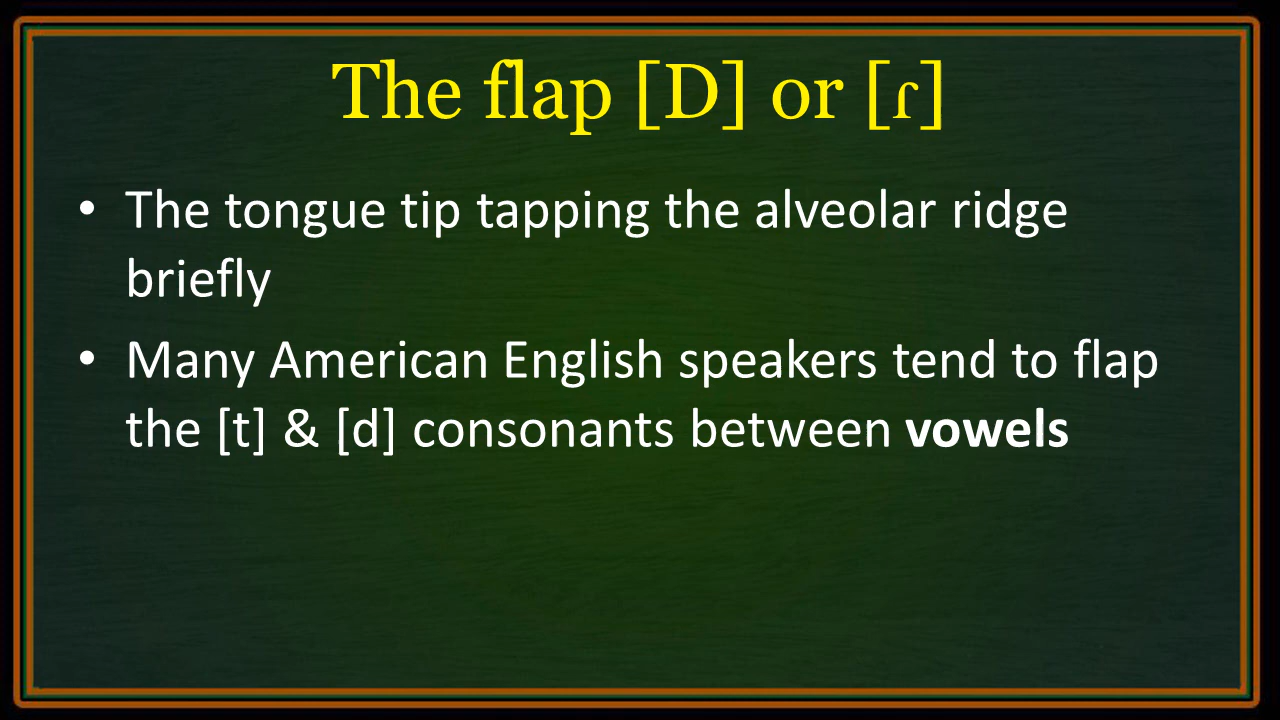 The flap [D] or [ɾ]
• The tongue tip tapping the alveolar ridge
briefly
• Many American English speakers tend to flap
the [t] & [d] consonants between vowels